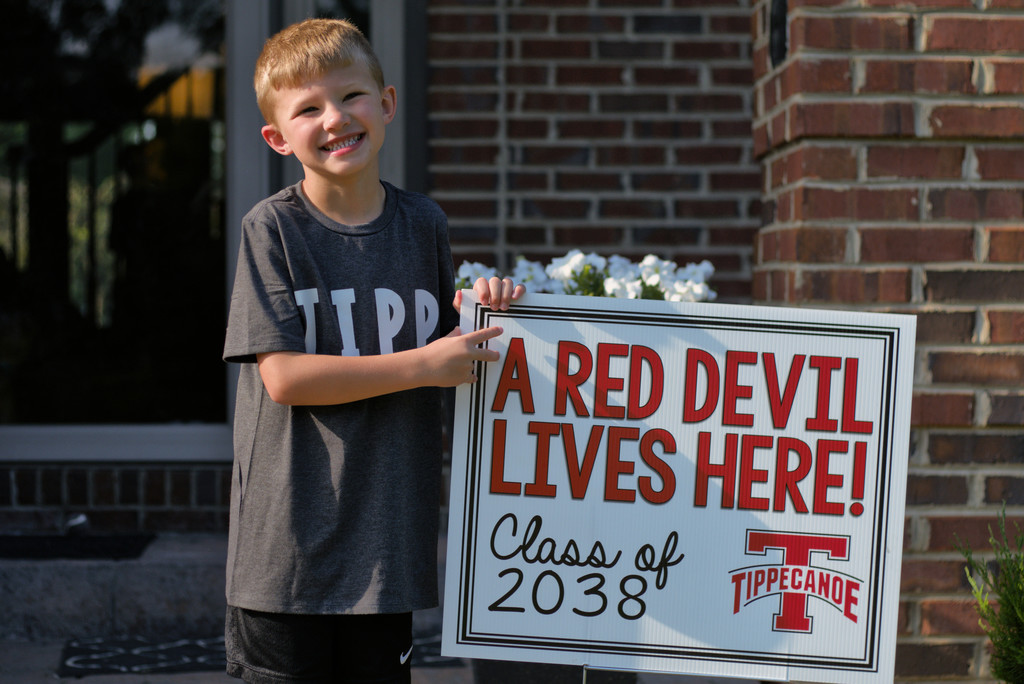 TIPP
A RED DEVIL
LIVES HERE!
Class of
2038
T
TIPPECANOE